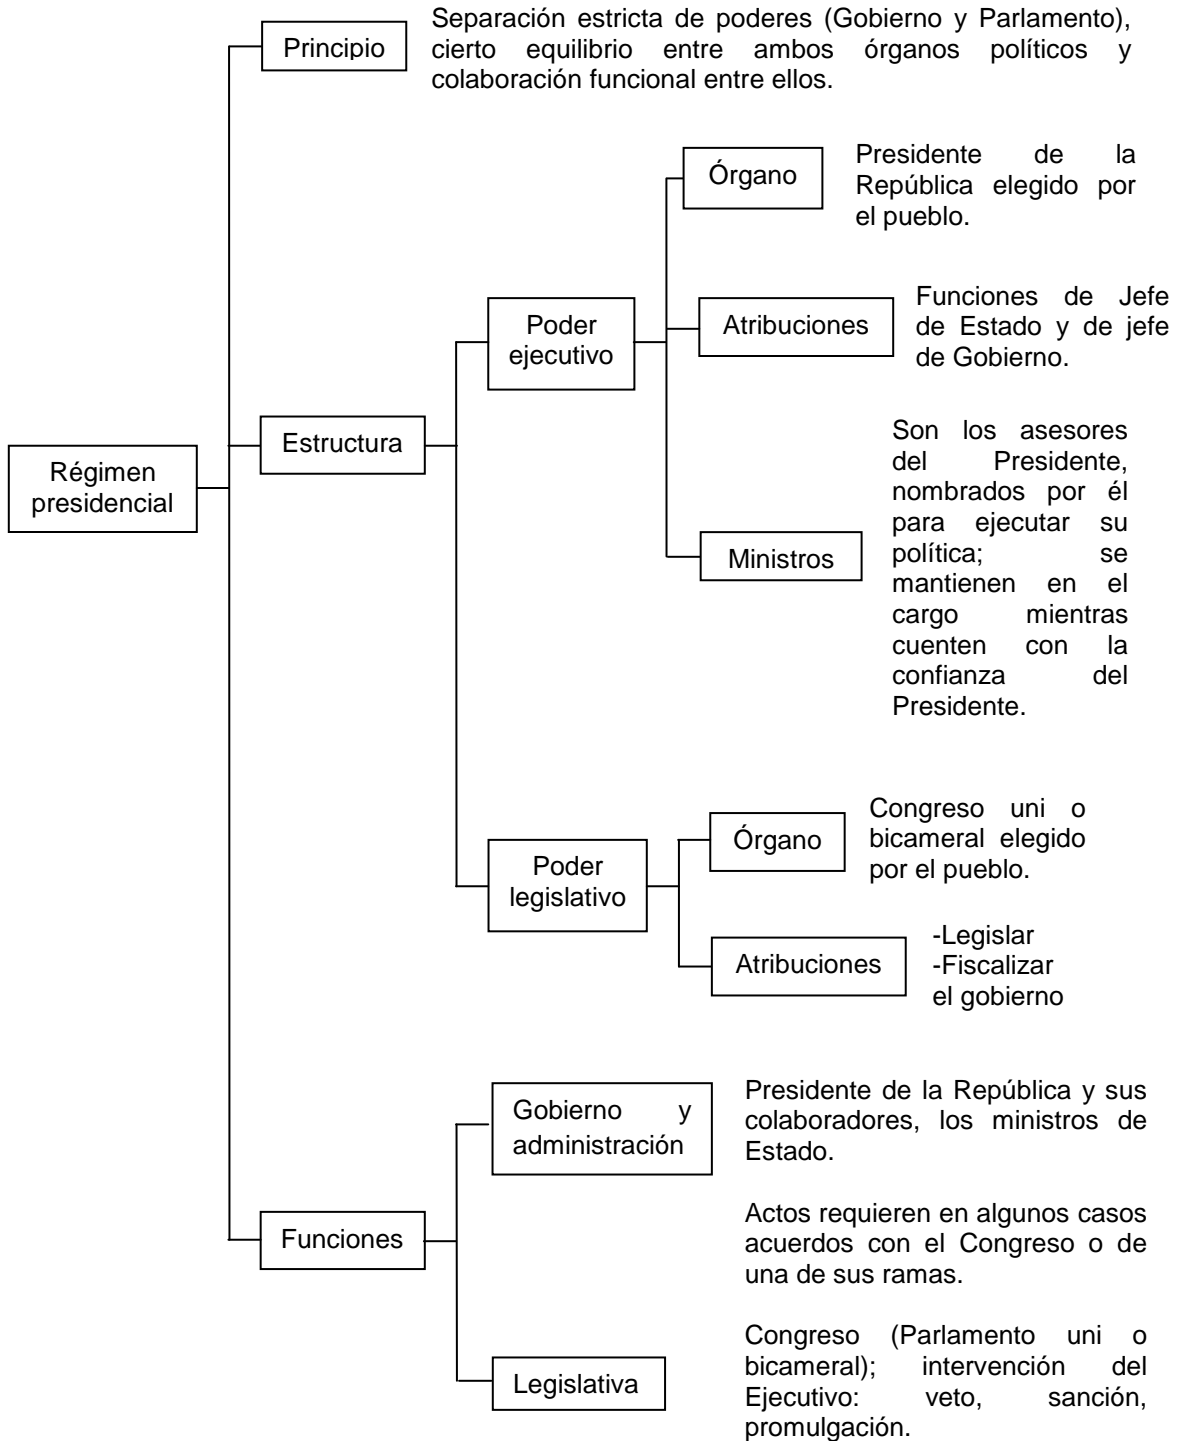 Principio
Separación estricta de poderes (Gobierno y Parlamento),
cierto equilibrio entre ambos órganos políticos y
colaboración funcional entre ellos.
Órgano
Presidente de la
República elegido por
el pueblo.
Poder
ejecutivo
Atribuciones
Funciones de Jefe
de Estado y de jefe
de Gobierno.
Régimen
presidencial
Estructura
Ministros
Son los asesores
del Presidente,
nombrados por él
para ejecutar su
política; se
mantienen en el
cargo mientras
cuenten con la
confianza del
Presidente.
Poder
legislativo
Órgano
Congreso uni o
bicameral elegido
por el pueblo.
Atribuciones
-Legislar
-Fiscalizar
el gobierno
Funciones
Gobierno y
administración
Presidente de la República y sus
colaboradores, los ministros de
Estado.
Actos requieren en algunos casos
acuerdos con el Congreso o de
una de sus ramas.
Legislativa
Congreso (Parlamento uni o
bicameral); intervención del
Ejecutivo: veto, sanción,
promulgación.